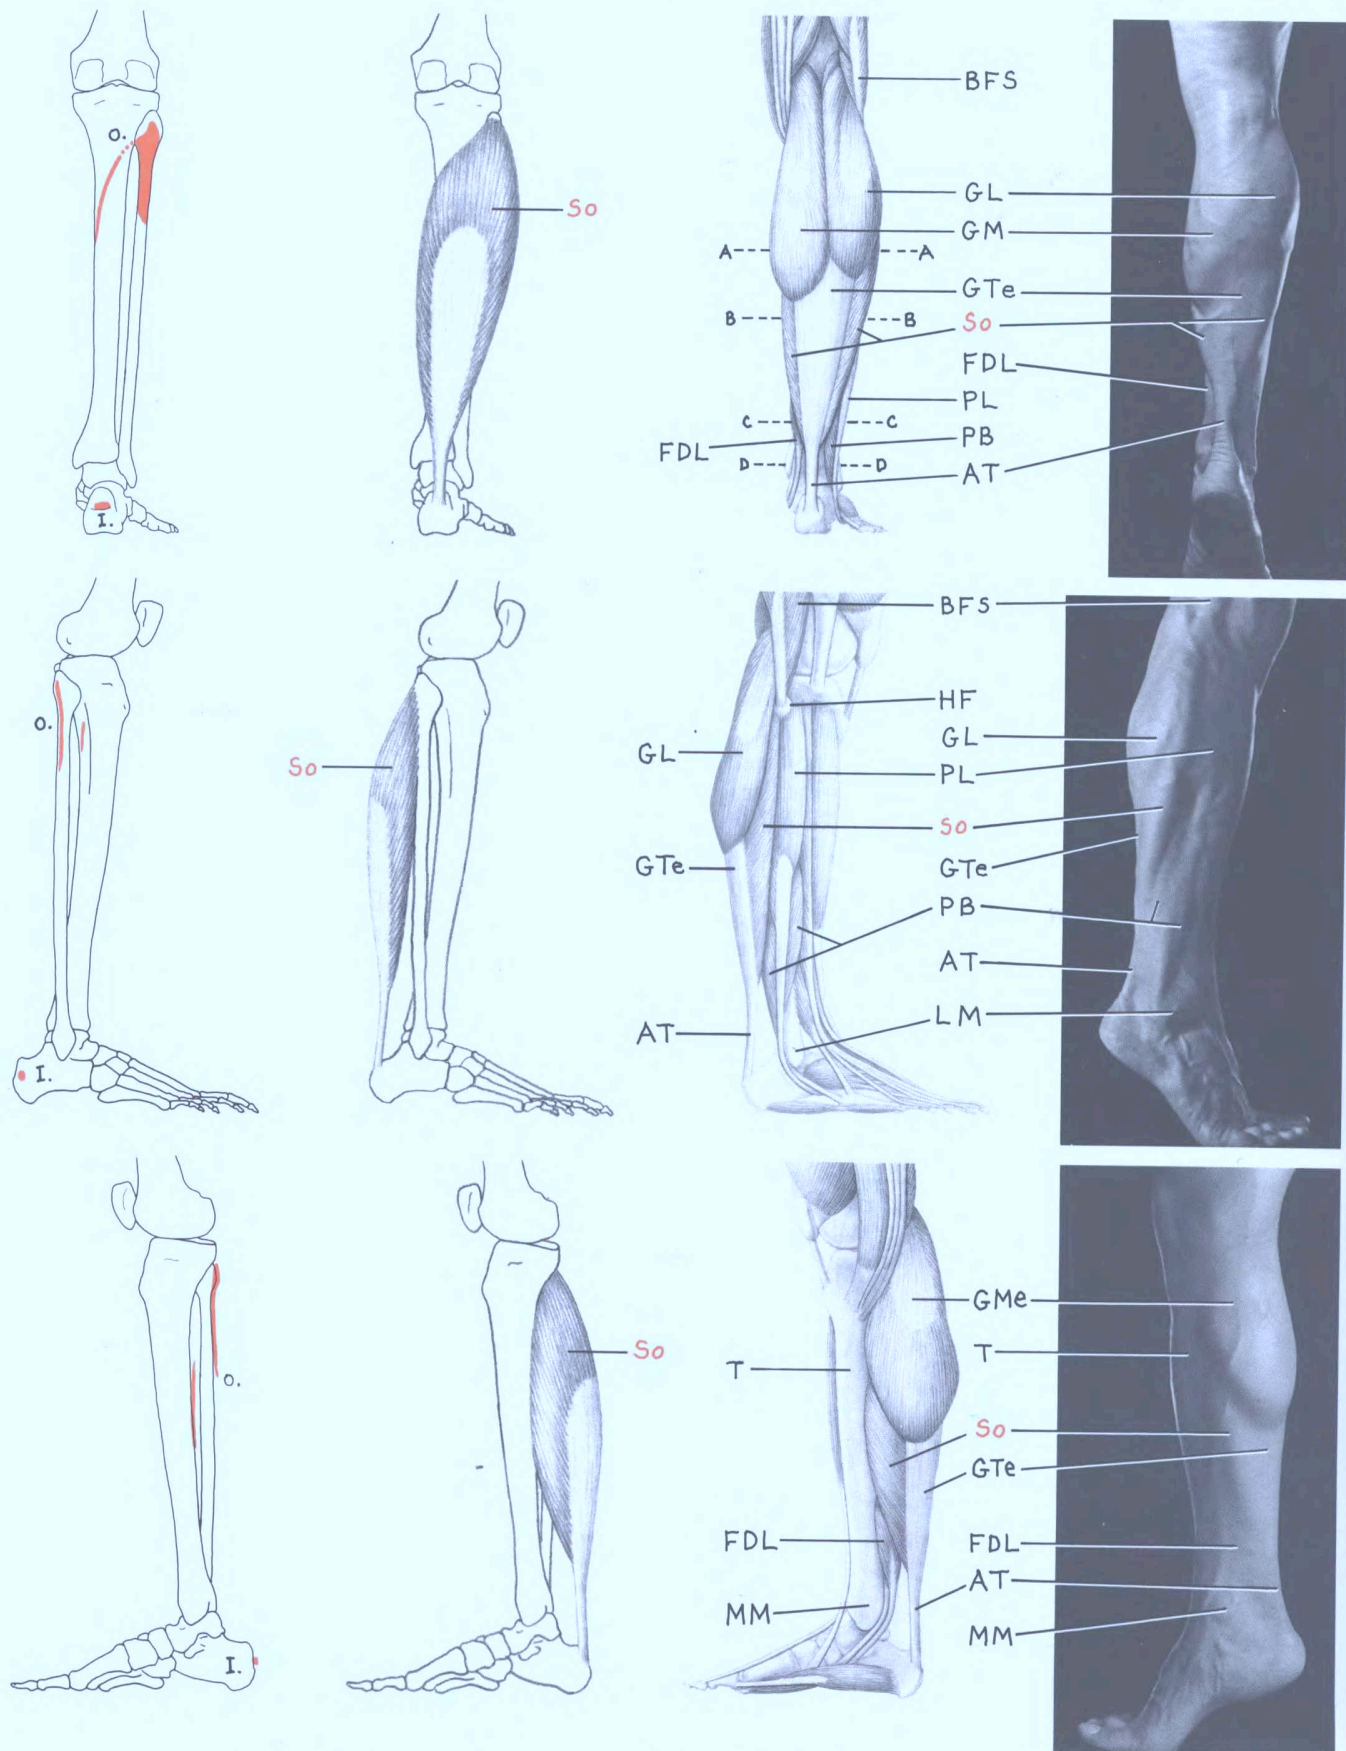 BFS
O.
So
GL
GM
A A
GTe
B B
So
FDL
PL
C C
PB
FDL
D D
AT
I.
BFS
HF
O.
GL
GL
So
PL
So
GTe
GTe
PB
AT
LM
AT
I.
GMe
So
T
T
O.
So
GTe
FDL
FDL
AT
MM
MM
I.